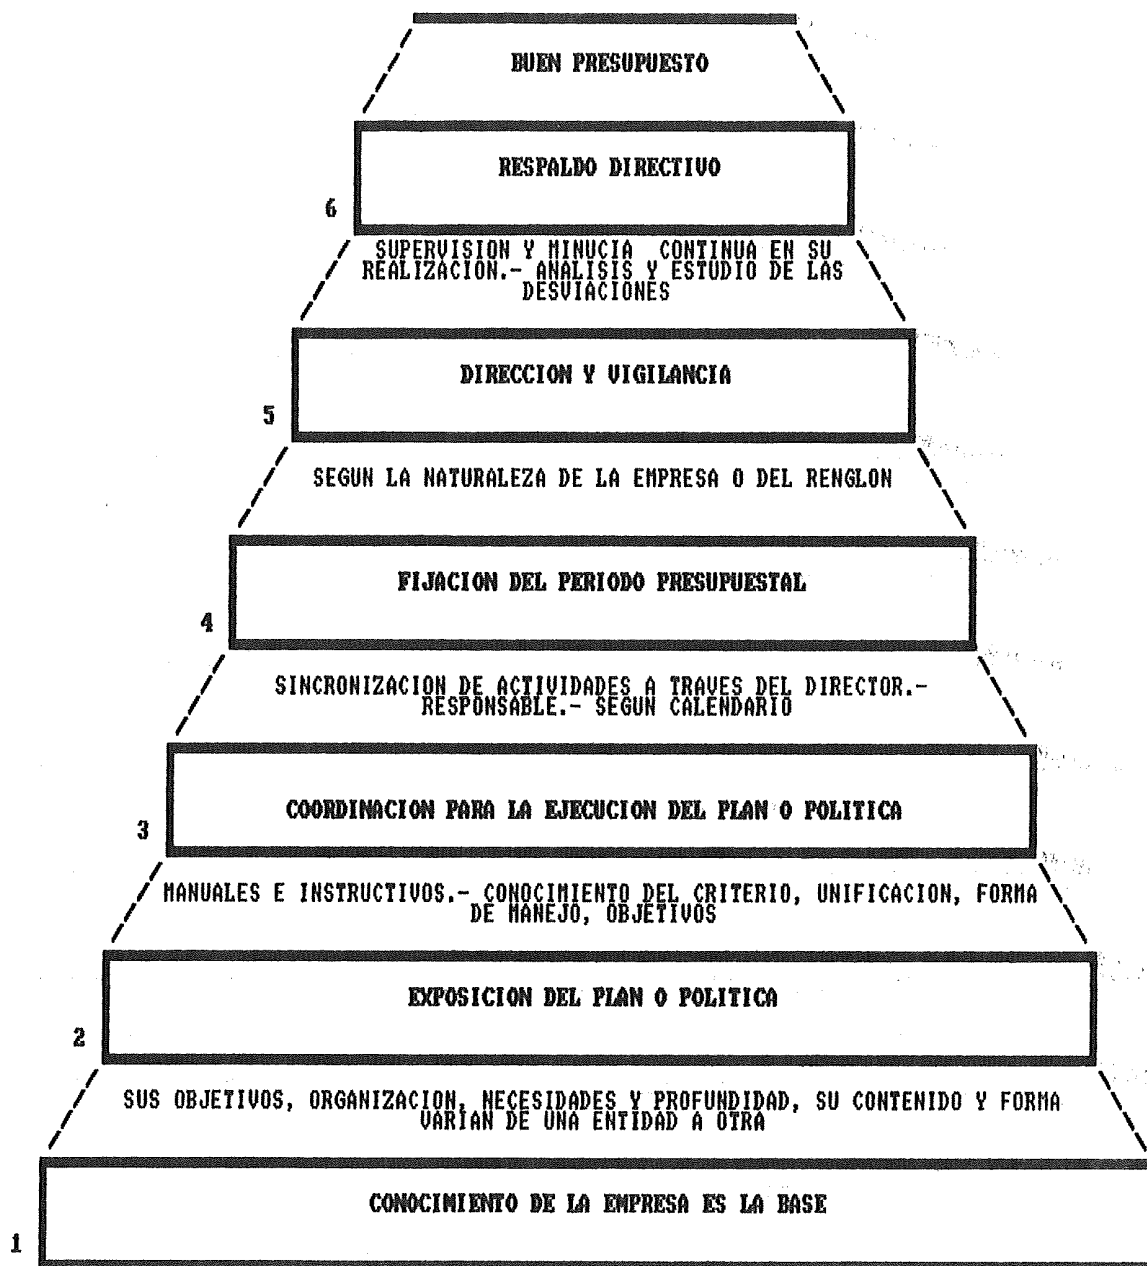 BUEN PRESUPUESTO
RESPALDO DIRECTIVO
6
SUPERVISION Y MINUCIA CONTINUA EN SU
REALIZACION.- ANALISIS Y ESTUDIO DE LAS
DESVIACIONES
DIRECCION Y VIGILANCIA
5
SEGUN LA NATURALEZA DE LA EMPRESA O DEL RENGLON
FIJACION DEL PERIODO PRESUPUESTAL
4
SINCRONIZACION DE ACTIVIDADES A TRAVES DEL DIRECTOR.-
RESPONSABLE.- SEGUN CALENDARIO
COORDINACION PARA LA EJECUCION DEL PLAN O POLITICA
3
MANUALES E INSTRUCTIVOS.- CONOCIMIENTO DEL CRITERIO, UNIFICACION, FORMA
DE MANEJO, OBJETIVOS
EXPOSICION DEL PLAN O POLITICA
2
SUS OBJETIVOS, ORGANIZACION, NECESIDADES Y PROFUNDIDAD, SU CONTENIDO Y FORMA
VARIAN DE UNA ENTIDAD A OTRA
CONOCIMIENTO DE LA EMPRESA ES LA BASE
1